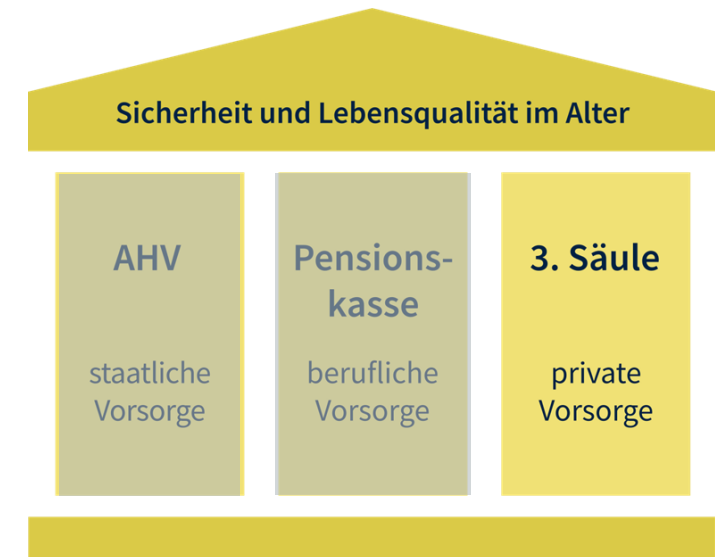 Sicherheit und Lebensqualität im Alter
AHV
staatliche
Vorsorge
Pensions-
kasse
berufliche
Vorsorge
3. Säule
private
Vorsorge